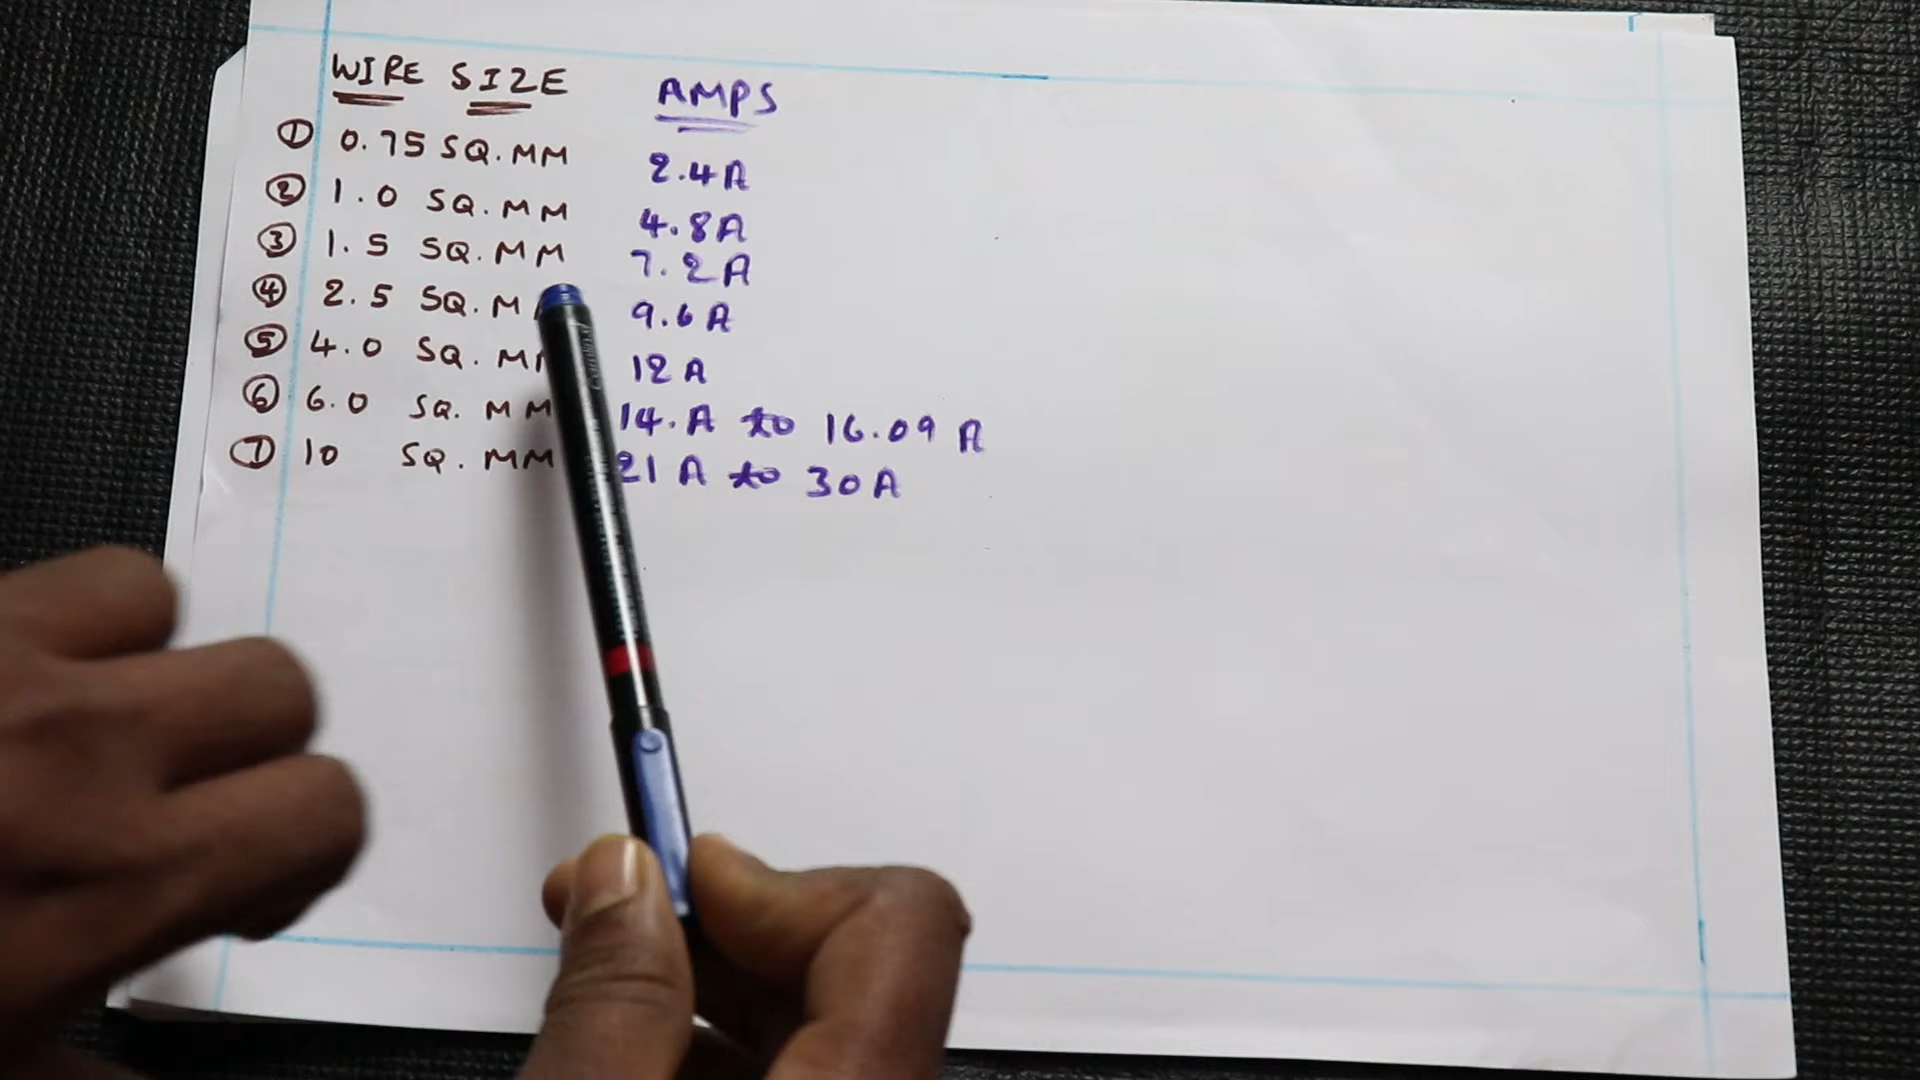 WIRE SIZE AMPS
① 0.75 SQ.MM 2.4A
② 1.0 SQ.MM 4.8A
③ 1.5 SQ.MM 7.2A
④ 2.5 SQ.M 9.6A
⑤ 4.0 SQ.MM 12A
⑥ 6.0 SQ.MM 14.A to 16.09 A
⑦ 10 SQ.MM 21 A to 30A